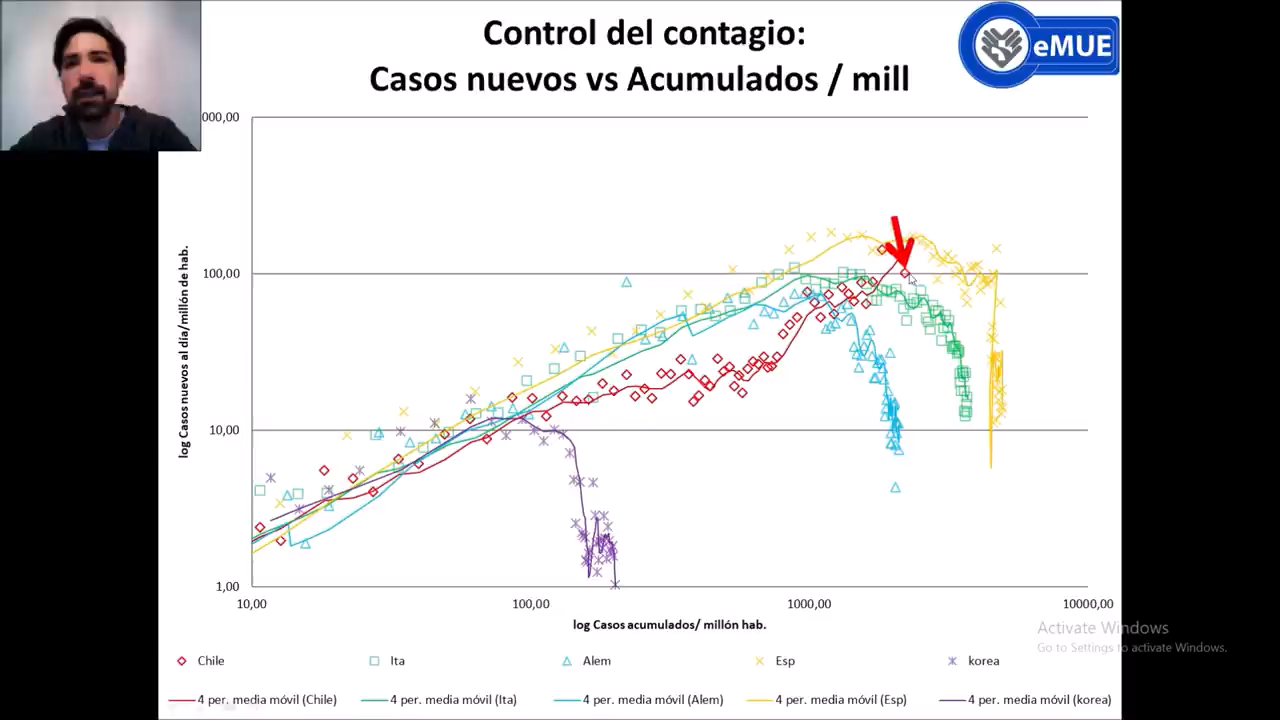 Control del contagio:
Casos nuevos vs Acumulados / mill
eMUE
000,00
100,00
10,00
1,00
log Casos nuevos al día/millón de hab.
10,00 100,00 1000,00 10000,00
log Casos acumulados/ millón hab.
Activate Windows
Go to Settings to activate Windows.
Chile Ita Alem Esp korea
4 per. media móvil (Chile) 4 per. media móvil (Ita) 4 per. media móvil (Alem) 4 per. media móvil (Esp) 4 per. media móvil (korea)